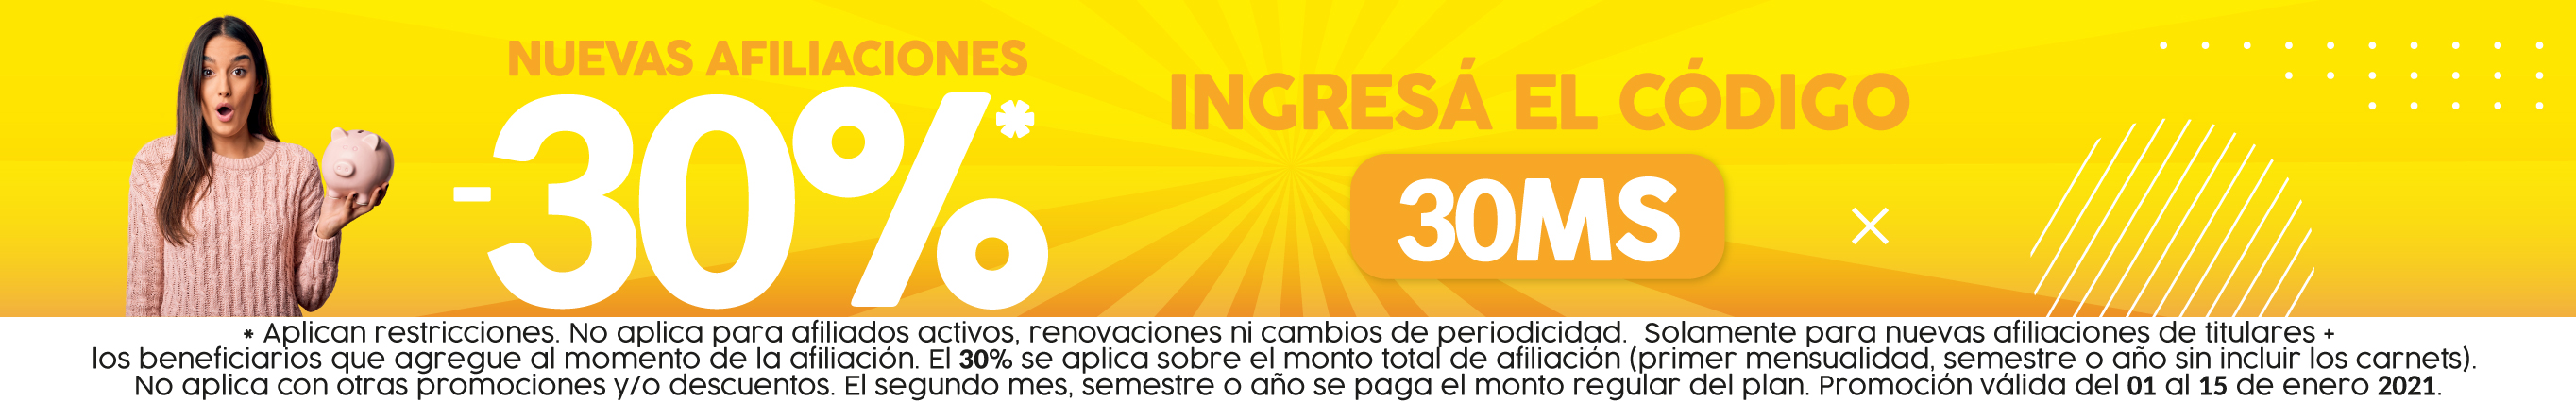 NUEVAS AFILIACIONES
-30%*
INGRESÁ EL CÓDIGO
30MS
* Aplican restricciones. No aplica para afiliados activos, renovaciones ni cambios de periodicidad. Solamente para nuevas afiliaciones de titulares +
los beneficiarios que agregue al momento de la afiliación. El 30% se aplica sobre el monto total de afiliación (primer mensualidad, semestre o año sin incluir los carnets).
No aplica con otras promociones y/o descuentos. El segundo mes, semestre o año se paga el monto regular del plan. Promoción válida del 01 al 15 de enero 2021.